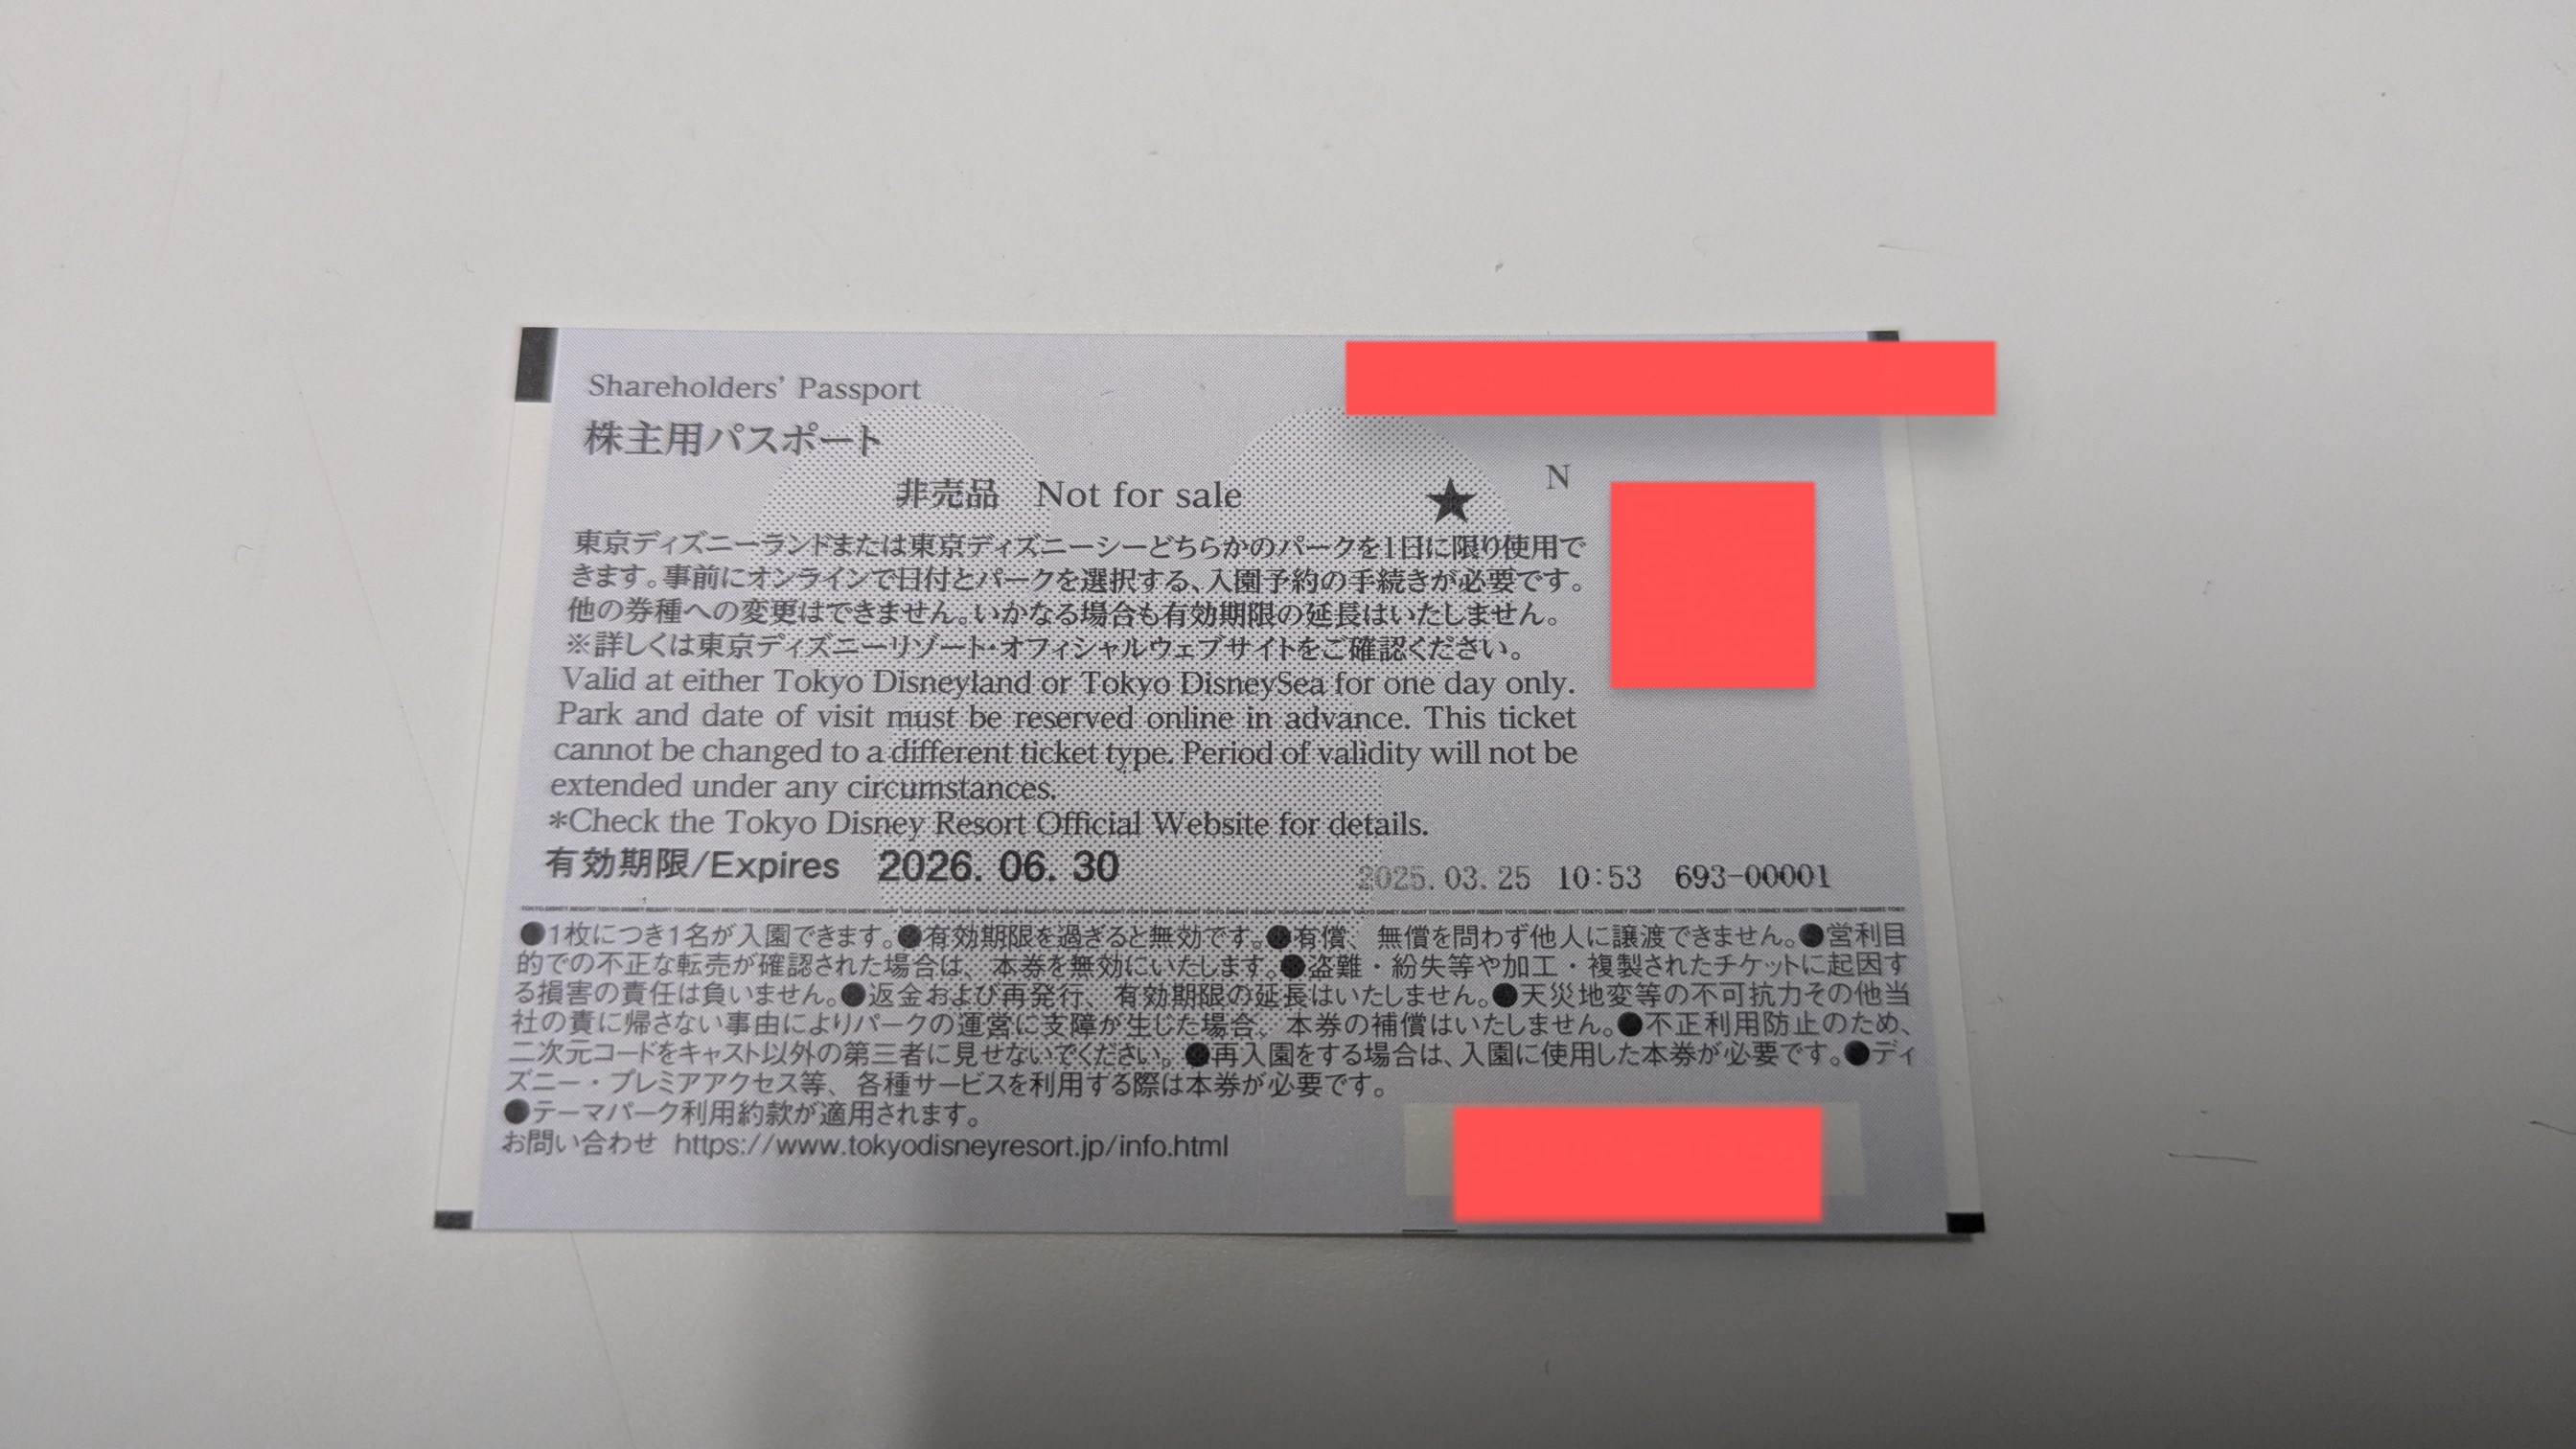 Shareholders' Passport
株主用パスポート
非売品 Not for sale ★ N
東京ディズニーランドまたは東京ディズニーシーどちらかのパークを1日に限り使用で
きます。事前にオンラインで日付とパークを選択する、入園予約の手続きが必要です。
他の券種への変更はできません。いかなる場合も有効期限の延長はいたしません。
※詳しくは東京ディズニーリゾート・オフィシャルウェブサイトをご確認ください。
Valid at either Tokyo Disneyland or Tokyo DisneySea for one day only.
Park and date of visit must be reserved online in advance. This ticket
cannot be changed to a different ticket type. Period of validity will not be
extended under any circumstances.
*Check the Tokyo Disney Resort Official Website for details.
有効期限/Expires 2026. 06. 30
2025.03.25 10:53 693-00001
●1枚につき1名が入園できます。●有効期限を過ぎると無効です。●有償、無償を問わず他人に譲渡できません。●営利目
的での不正な転売が確認された場合は、本券を無効にいたします。●盗難・紛失等や加工・複製されたチケットに起因す
る損害の責任は負いません。●返金および再発行、有効期限の延長はいたしません。●天災地変等の不可抗力その他当
社の責に帰さない事由によりパークの運営に支障が生じた場合、本券の補償はいたしません。●不正利用防止のため、
二次元コードをキャスト以外の第三者に見せないでください。●再入園をする場合は、入園に使用した本券が必要です。●ディ
ズニー・プレミアアクセス等、各種サービスを利用する際は本券が必要です。
●テーマパーク利用約款が適用されます。
お問い合わせ https://www.tokyodisneyresort.jp/info.html